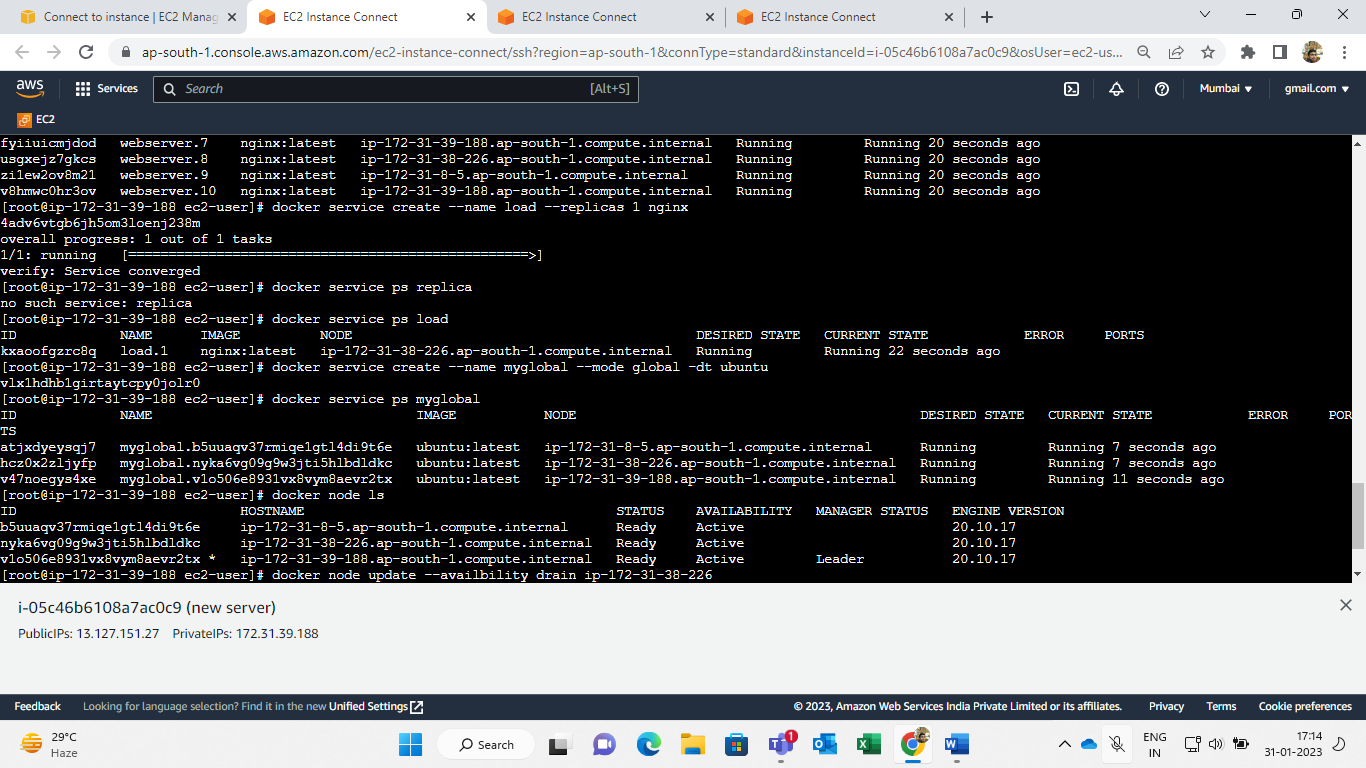 Connect to instance | EC2 Manag
EC2 Instance Connect
EC2 Instance Connect
EC2 Instance Connect
ap-south-1.console.aws.amazon.com/ec2-instance-connect/ssh?region=ap-south-1&connType=standard&instanceId=i-05c46b6108a7ac0c9&osUser=ec2-us...
aws Services Search [Alt+S] Mumbai gmail.com
EC2
fyiiuicmjdod webserver.7 nginx:latest ip-172-31-39-188.ap-south-1.compute.internal Running Running 20 seconds ago
usgxejz7gkcs webserver.8 nginx:latest ip-172-31-38-226.ap-south-1.compute.internal Running Running 20 seconds ago
zi1ew2ov8m21 webserver.9 nginx:latest ip-172-31-8-5.ap-south-1.compute.internal Running Running 20 seconds ago
v8hmwc0hr3ov webserver.10 nginx:latest ip-172-31-39-188.ap-south-1.compute.internal Running Running 20 seconds ago
[root@ip-172-31-39-188 ec2-user]# docker service create --name load --replicas 1 nginx
4adv6vtgb6jh5om3loenj238m
overall progress: 1 out of 1 tasks
1/1: running [==================================================>]
verify: Service converged
[root@ip-172-31-39-188 ec2-user]# docker service ps replica
no such service: replica
[root@ip-172-31-39-188 ec2-user]# docker service ps load
ID NAME IMAGE NODE DESIRED STATE CURRENT STATE ERROR PORTS
kxaoofgzrc8q load.1 nginx:latest ip-172-31-38-226.ap-south-1.compute.internal Running Running 22 seconds ago
[root@ip-172-31-39-188 ec2-user]# docker service create --name myglobal --mode global -dt ubuntu
vlx1hdhb1girtaytcpy0jolr0
[root@ip-172-31-39-188 ec2-user]# docker service ps myglobal
ID NAME IMAGE NODE DESIRED STATE CURRENT STATE ERROR POR
TS
atjxdyeysqj7 myglobal.b5uuaqv37rmiqe1gtl4di9t6e ubuntu:latest ip-172-31-8-5.ap-south-1.compute.internal Running Running 7 seconds ago
hcz0x2zljyfp myglobal.nyka6vg09g9w3jti5hlbdldkc ubuntu:latest ip-172-31-38-226.ap-south-1.compute.internal Running Running 7 seconds ago
v47noegys4xe myglobal.v1o506e8931vx8vym8aevr2tx ubuntu:latest ip-172-31-39-188.ap-south-1.compute.internal Running Running 11 seconds ago
[root@ip-172-31-39-188 ec2-user]# docker node ls
ID HOSTNAME STATUS AVAILABILITY MANAGER STATUS ENGINE VERSION
b5uuaqv37rmiqe1gtl4di9t6e ip-172-31-8-5.ap-south-1.compute.internal Ready Active 20.10.17
nyka6vg09g9w3jti5hlbdldkc ip-172-31-38-226.ap-south-1.compute.internal Ready Active 20.10.17
v1o506e8931vx8vym8aevr2tx * ip-172-31-39-188.ap-south-1.compute.internal Ready Active Leader 20.10.17
[root@ip-172-31-39-188 ec2-user]# docker node update --availbility drain ip-172-31-38-226
i-05c46b6108a7ac0c9 (new server)
PublicIPs: 13.127.151.27 PrivateIPs: 172.31.39.188
Feedback Looking for language selection? Find it in the new Unified Settings © 2023, Amazon Web Services India Private Limited or its affiliates. Privacy Terms Cookie preferences
29°C
Haze
Search
1
ENG
IN
17:14
31-01-2023